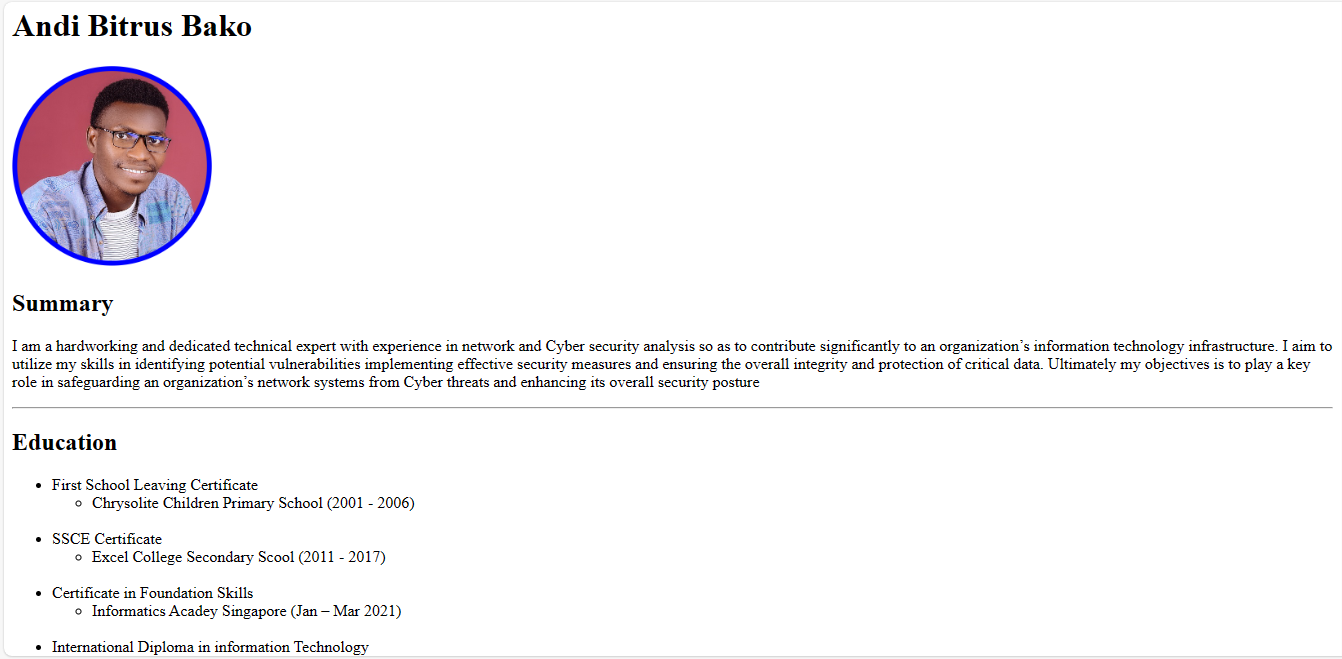 Andi Bitrus Bako
Summary
I am a hardworking and dedicated technical expert with experience in network and Cyber security analysis so as to contribute significantly to an organization’s information technology infrastructure. I aim to
utilize my skills in identifying potential vulnerabilities implementing effective security measures and ensuring the overall integrity and protection of critical data. Ultimately my objectives is to play a key
role in safeguarding an organization’s network systems from Cyber threats and enhancing its overall security posture
Education
• First School Leaving Certificate
◦ Chrysolite Children Primary School (2001 - 2006)
• SSCE Certificate
◦ Excel College Secondary Scool (2011 - 2017)
• Certificate in Foundation Skills
◦ Informatics Acadey Singapore (Jan – Mar 2021)
• International Diploma in information Technology